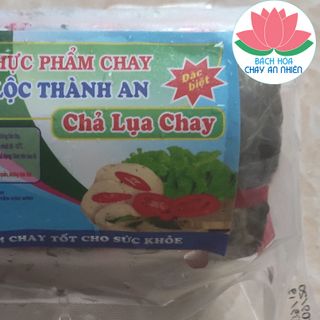 BÁCH HÓA
CHAY AN NHIÊN
HỰC PHẨM CHAY
LỘC THÀNH AN
Đặc
biệt
Chả Lụa Chay
CHAY TỐT CHO SỨC KHỎE